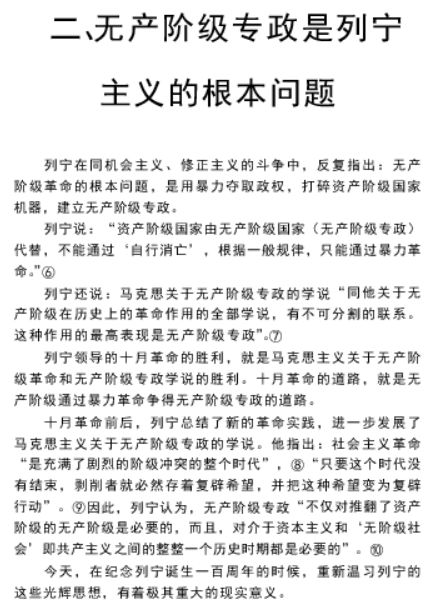 二、无产阶级专政是列宁
主义的根本问题
列宁在同机会主义、修正主义的斗争中，反复指出：无产
阶级革命的根本问题，是用暴力夺取政权，打碎资产阶级国家
机器，建立无产阶级专政。
列宁说：“资产阶级国家由无产阶级国家（无产阶级专政）
代替，不能通过‘自行消亡’，根据一般规律，只能通过暴力革
命。”⑥
列宁还说：马克思关于无产阶级专政的学说“同他关于无
产阶级在历史上的革命作用的全部学说，有不可分割的联系。
这种作用的最高表现是无产阶级专政”。⑦
列宁领导的十月革命的胜利，就是马克思主义关于无产阶
级革命和无产阶级专政学说的胜利。十月革命的道路，就是无
产阶级通过暴力革命争得无产阶级专政的道路。
十月革命前后，列宁总结了新的革命实践，进一步发展了
马克思主义关于无产阶级专政的学说。他指出：社会主义革命
“是充满了剧烈的阶级冲突的整个时代”，⑧“只要这个时代没
有结束，剥削者就必然存着复辟希望，并把这种希望变为复辟
行动”。⑨因此，列宁认为，无产阶级专政“不仅对推翻了资产
阶级的无产阶级是必要的，而且，对介于资本主义和‘无阶级社
会’即共产主义之间的整整一个历史时期都是必要的”。⑩
今天，在纪念列宁诞生一百周年的时候，重新温习列宁的
这些光辉思想，有着极其重大的现实意义。